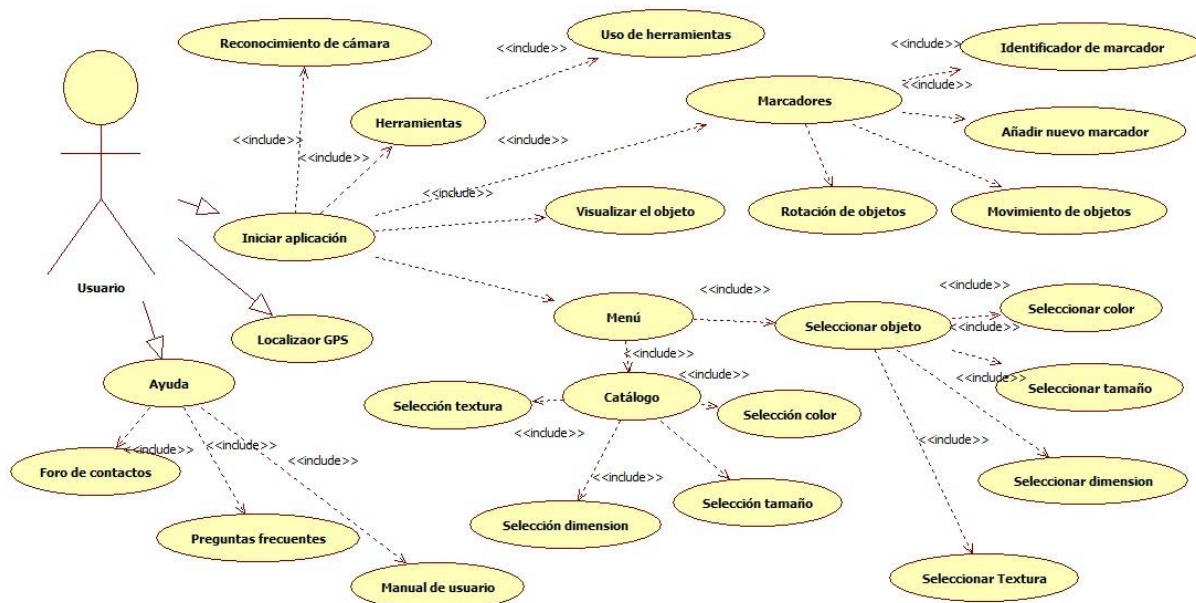 Reconocimiento de cámara
<<include>>
Uso de herramientas
<<include>>
Identificador de marcador
<<include>>
Marcadores
Herramientas
<<include>>
<<include>>
<<include>>
Añadir nuevo marcador
<<include>>
<<include>>
Visualizar el objeto
Rotación de objetos
Movimiento de objetos
Iniciar aplicación
Usuario
<<include>>
<<include>>
Seleccionar color
Menú
Seleccionar objeto
<<include>>
Localizaor GPS
<<include>>
<<include>>
<<include>>
Seleccionar tamaño
Ayuda
Selección textura
Catálogo
Selección color
<<include>>
<<include>>
<<include>>
<<include>>
<<include>>
<<include>>
Foro de contactos
<<include>>
Seleccionar dimension
Selección tamaño
Selección dimension
Preguntas frecuentes
Seleccionar Textura
Manual de usuario